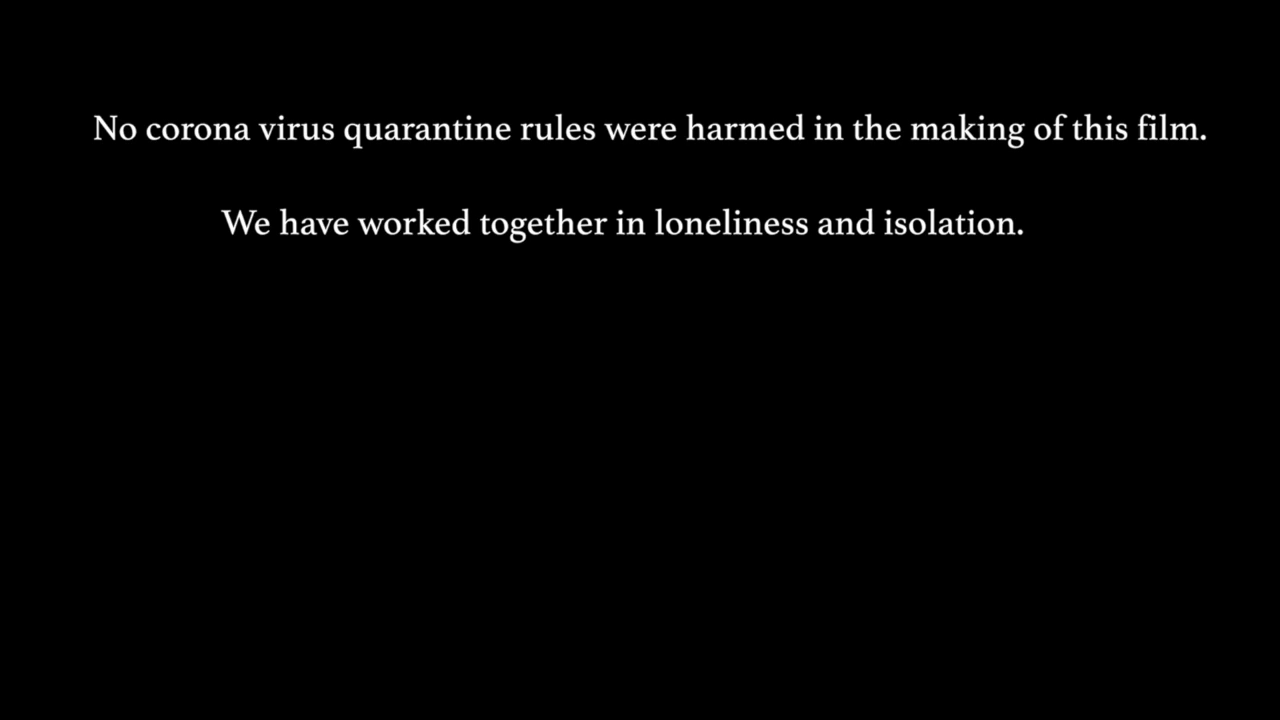 No corona virus quarantine rules were harmed in the making of this film.
We have worked together in loneliness and isolation.